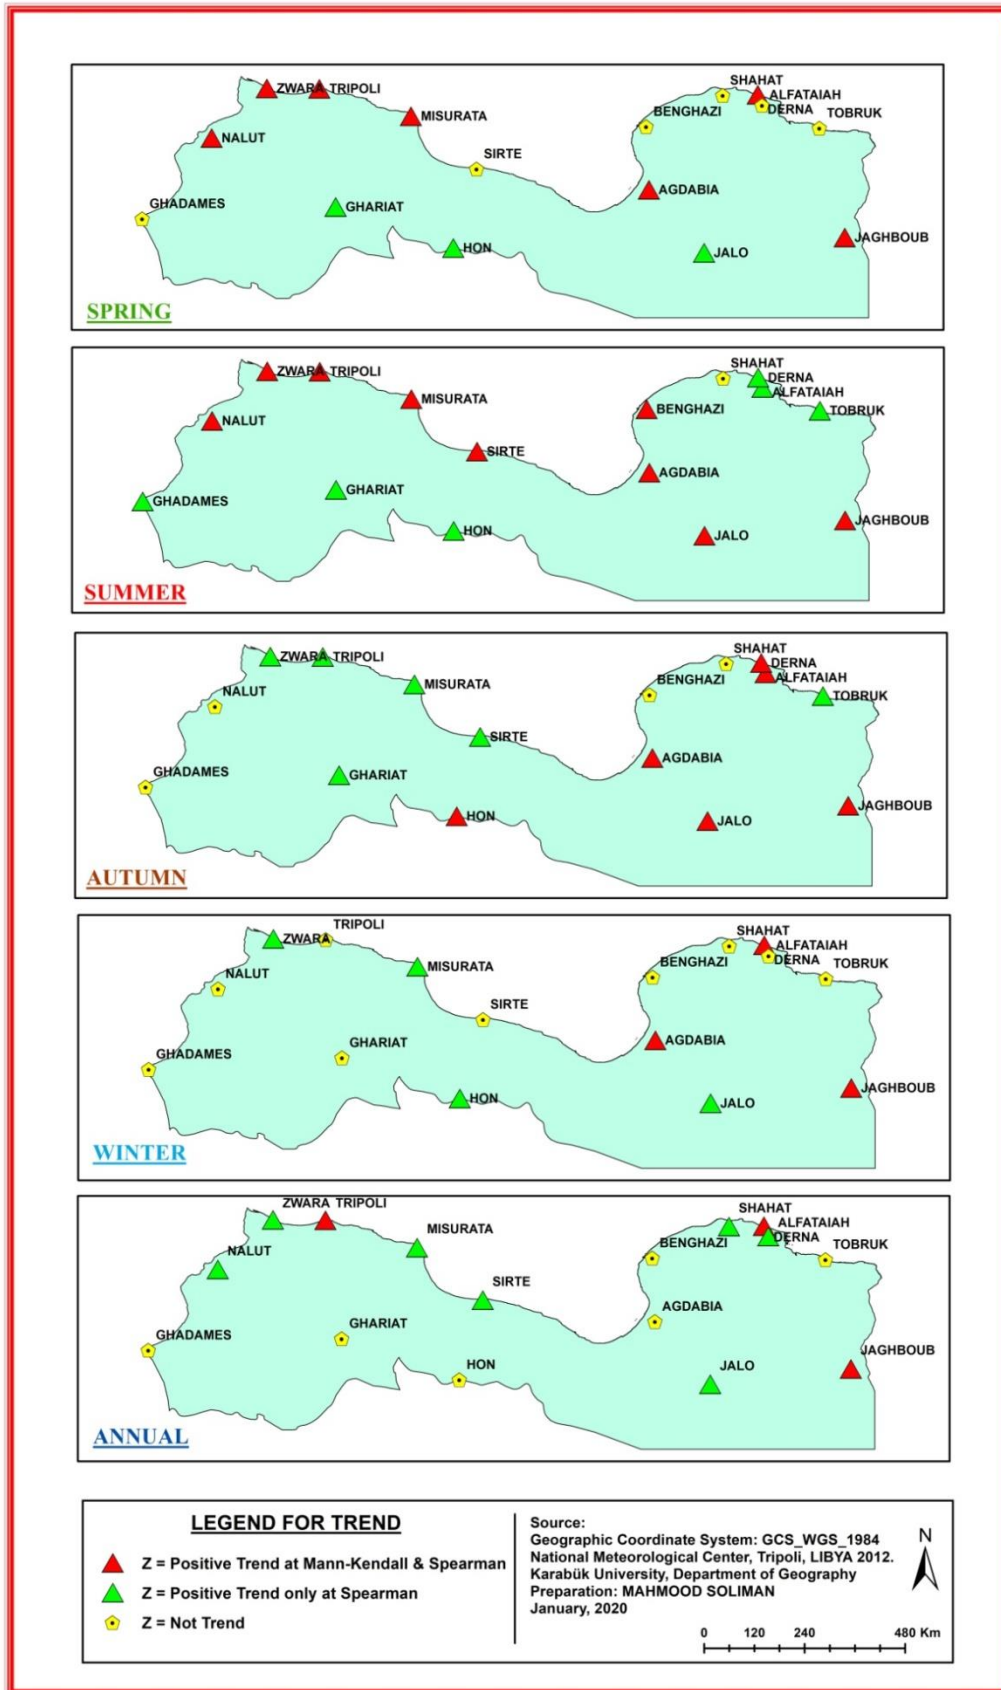 ZWARA TRIPOLI
SHAHAT
ALFATAIAH
DERNA
TOBRUK
BENGHAZI
MISURATA
NALUT
SIRTE
AGDABIA
GHADAMES
GHARIAT
JAGHBOUB
HON
JALO
SPRING
SHAHAT
ZWARA TRIPOLI
DERNA
ALFATAIAH
MISURATA
BENGHAZI
TOBRUK
NALUT
SIRTE
AGDABIA
GHADAMES
GHARIAT
JAGHBOUB
HON
JALO
SUMMER
SHAHAT
ZWARA TRIPOLI
DERNA
ALFATAIAH
MISURATA
BENGHAZI
TOBRUK
NALUT
SIRTE
AGDABIA
GHADAMES
GHARIAT
JAGHBOUB
HON
JALO
AUTUMN
TRIPOLI
SHAHAT
ZWARA
ALFATAIAH
DERNA
TOBRUK
MISURATA
BENGHAZI
NALUT
SIRTE
AGDABIA
GHARIAT
GHADAMES
JAGHBOUB
HON
JALO
WINTER
ZWARA TRIPOLI
SHAHAT
ALFATAIAH
DERNA
TOBRUK
MISURATA
BENGHAZI
NALUT
SIRTE
AGDABIA
GHARIAT
GHADAMES
JAGHBOUB
HON
JALO
ANNUAL
LEGEND FOR TREND
Z = Positive Trend at Mann-Kendall & Spearman
Z = Positive Trend only at Spearman
Z = Not Trend
Source:
Geographic Coordinate System: GCS_WGS_1984
National Meteorological Center, Tripoli, LIBYA 2012.
Karabük University, Department of Geography
Preparation: MAHMOOD SOLIMAN
January, 2020
N
0 120 240 480 Km